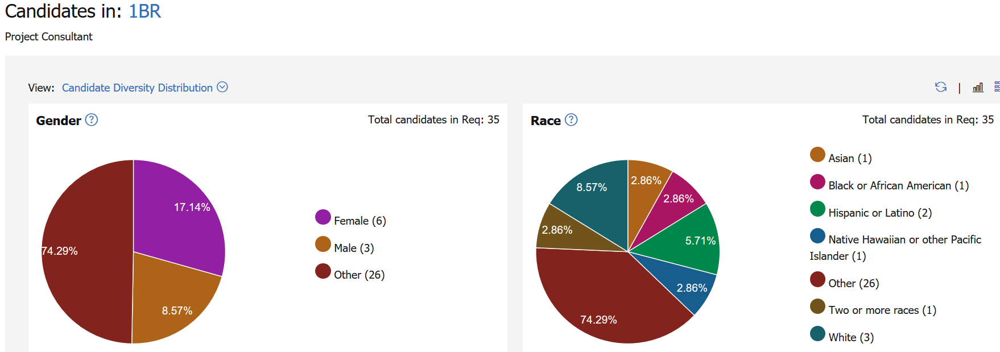 Candidates in: 1BR
Project Consultant
View: Candidate Diversity Distribution
Gender ? Total candidates in Req: 35
17.14%
74.29%
8.57%
Female (6)
Male (3)
Other (26)
Race ? Total candidates in Req: 35
2.86%
8.57%
2.86%
2.86%
5.71%
2.86%
74.29%
Asian (1)
Black or African American (1)
Hispanic or Latino (2)
Native Hawaiian or other Pacific
Islander (1)
Other (26)
Two or more races (1)
White (3)